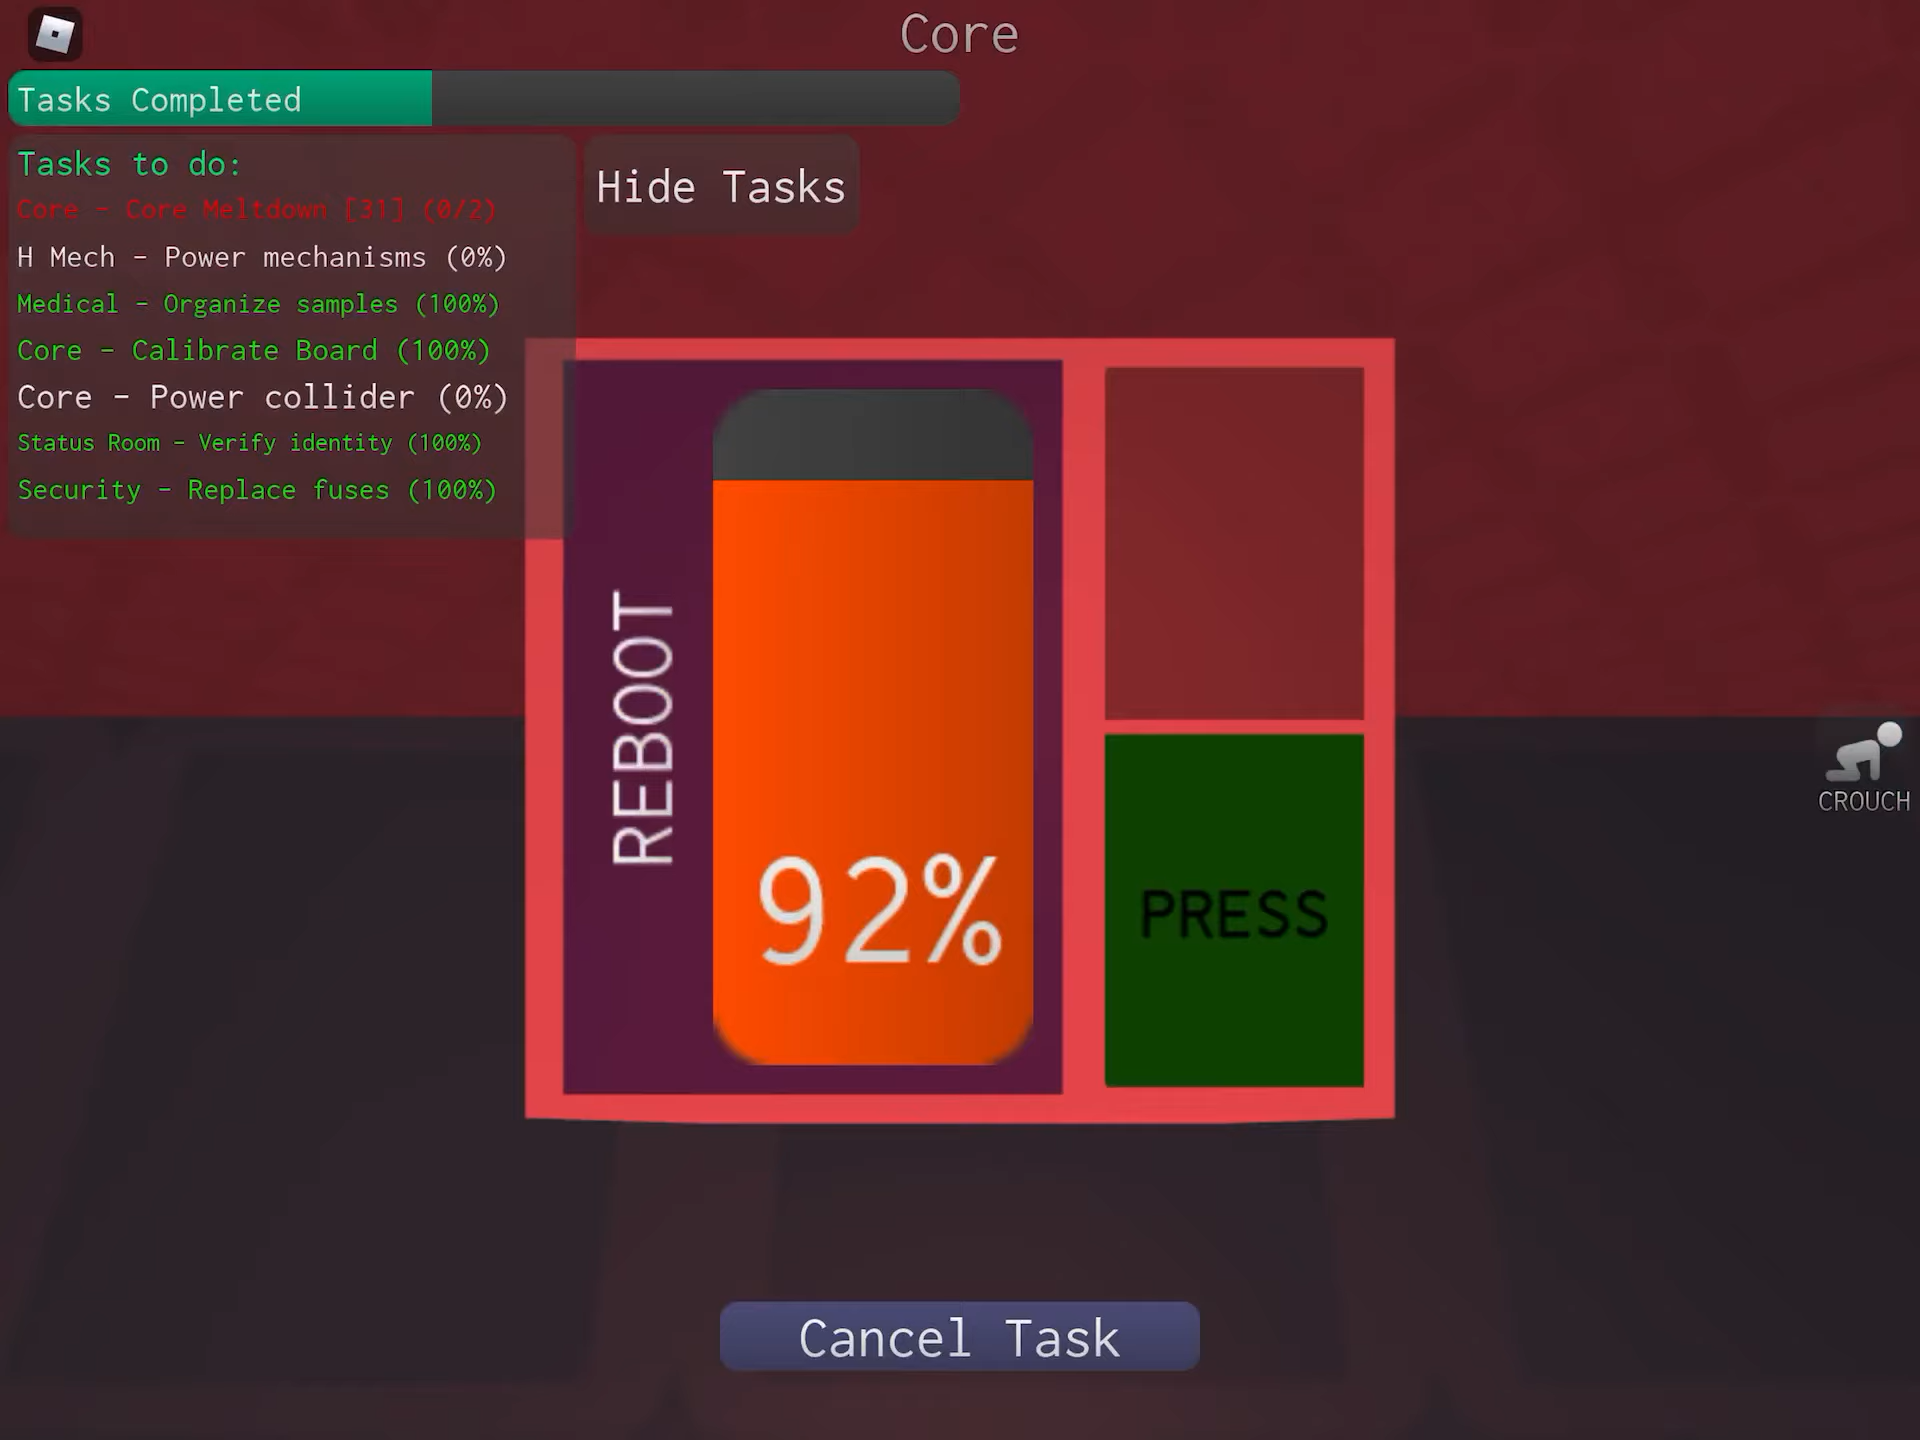 Core
Tasks Completed
Tasks to do:
Core - Core Meltdown [31] (0/2)
H Mech - Power mechanisms (0%)
Medical - Organize samples (100%)
Core - Calibrate Board (100%)
Core - Power collider (0%)
Status Room - Verify identity (100%)
Security - Replace fuses (100%)
Hide Tasks
REBOOT
92%
PRESS
CROUCH
Cancel Task